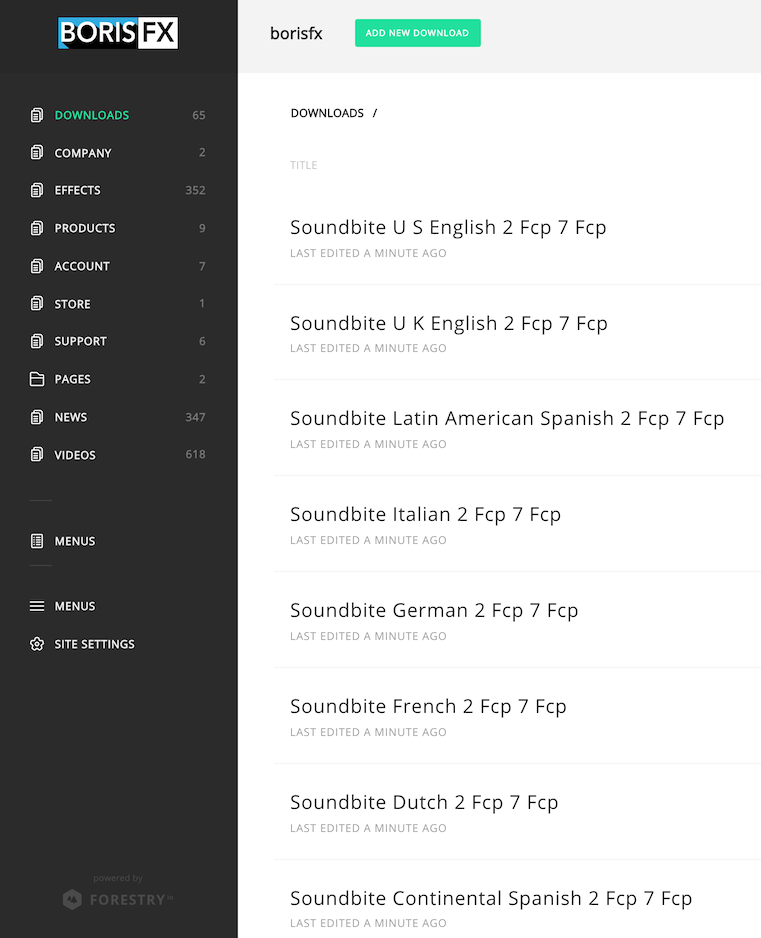 BORISFX
borisfx
ADD NEW DOWNLOAD
DOWNLOADS 65
COMPANY 2
EFFECTS 352
PRODUCTS 9
ACCOUNT 7
STORE 1
SUPPORT 6
PAGES 2
NEWS 347
VIDEOS 618
MENUS
MENUS
SITE SETTINGS
powered by
FORESTRY
DOWNLOADS /
TITLE
Soundbite U S English 2 Fcp 7 Fcp
LAST EDITED A MINUTE AGO
Soundbite U K English 2 Fcp 7 Fcp
LAST EDITED A MINUTE AGO
Soundbite Latin American Spanish 2 Fcp 7 Fcp
LAST EDITED A MINUTE AGO
Soundbite Italian 2 Fcp 7 Fcp
LAST EDITED A MINUTE AGO
Soundbite German 2 Fcp 7 Fcp
LAST EDITED A MINUTE AGO
Soundbite French 2 Fcp 7 Fcp
LAST EDITED A MINUTE AGO
Soundbite Dutch 2 Fcp 7 Fcp
LAST EDITED A MINUTE AGO
Soundbite Continental Spanish 2 Fcp 7 Fcp
LAST EDITED A MINUTE AGO